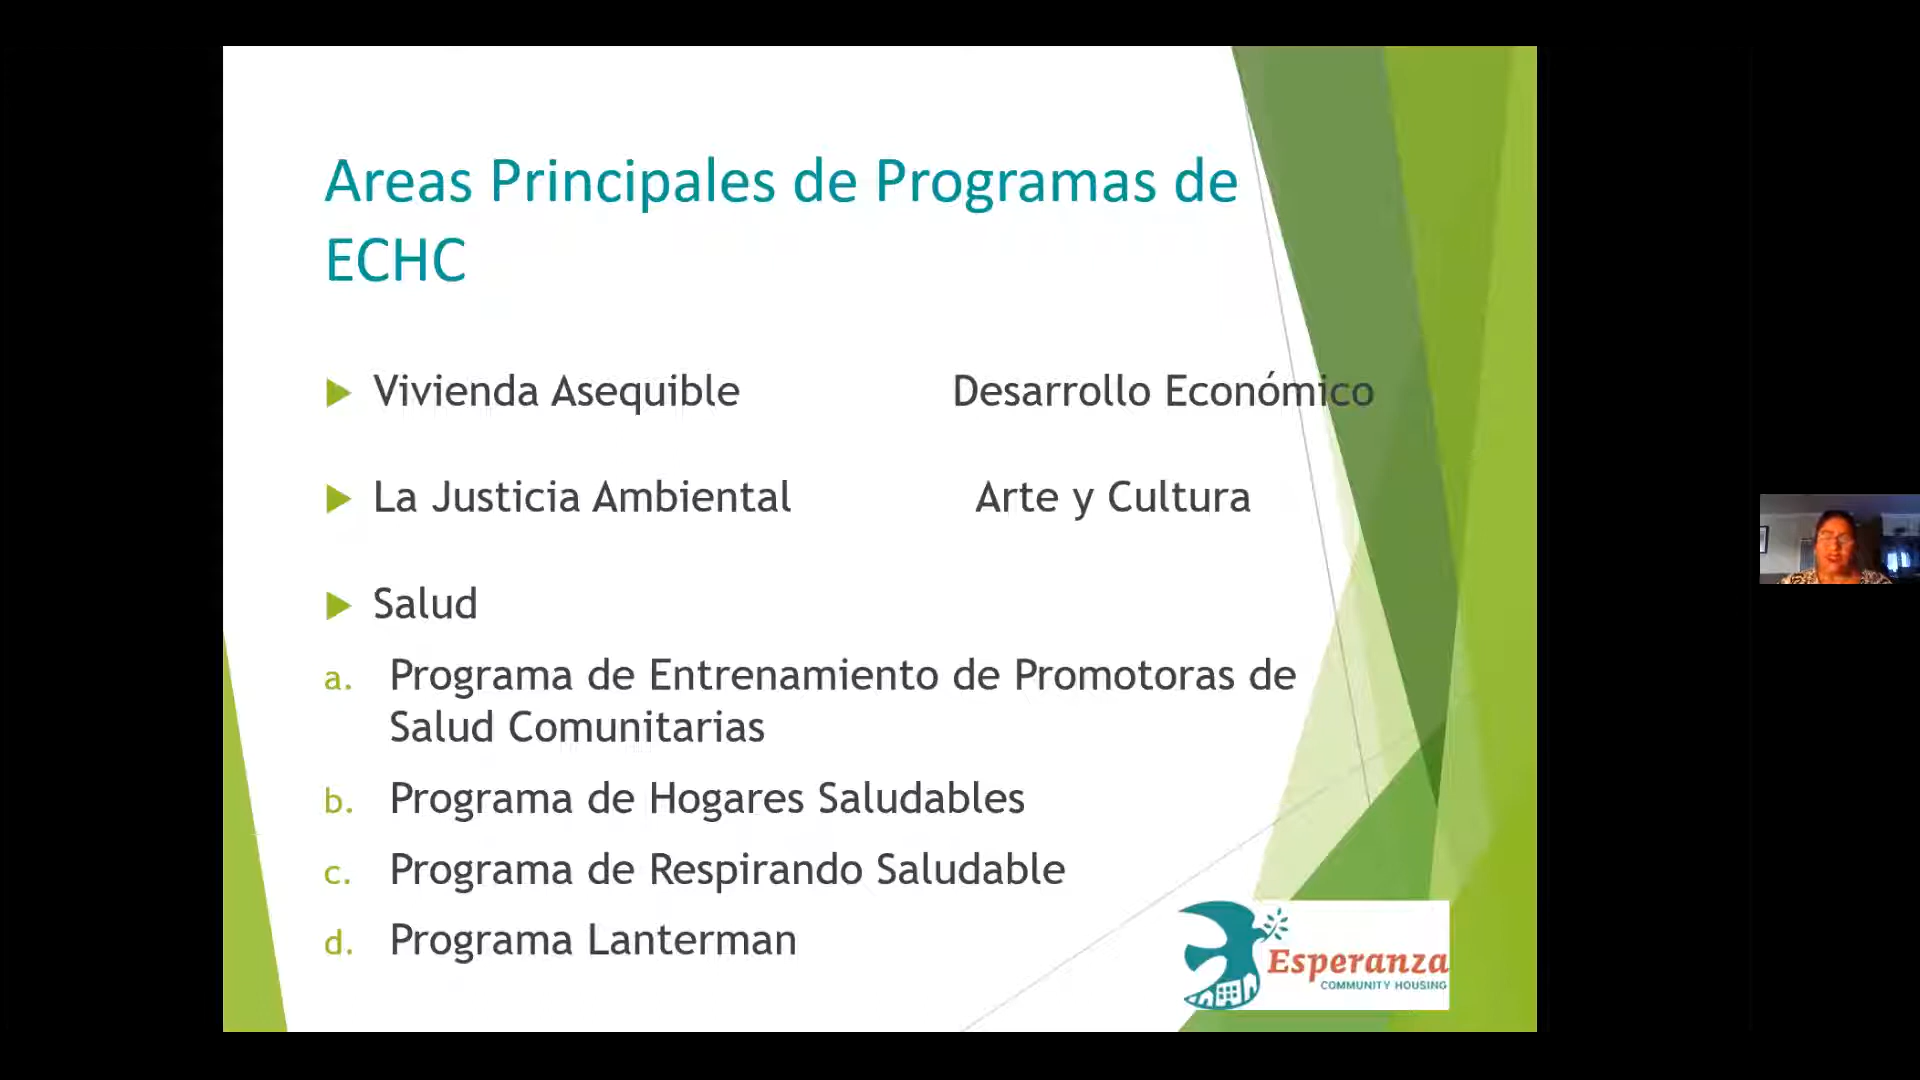 Areas Principales de Programas de
ECHC
Vivienda Asequible Desarrollo Económico
La Justicia Ambiental Arte y Cultura
Salud
a. Programa de Entrenamiento de Promotoras de
Salud Comunitarias
b. Programa de Hogares Saludables
c. Programa de Respirando Saludable
d. Programa Lanterman
Esperanza
COMMUNITY HOUSING